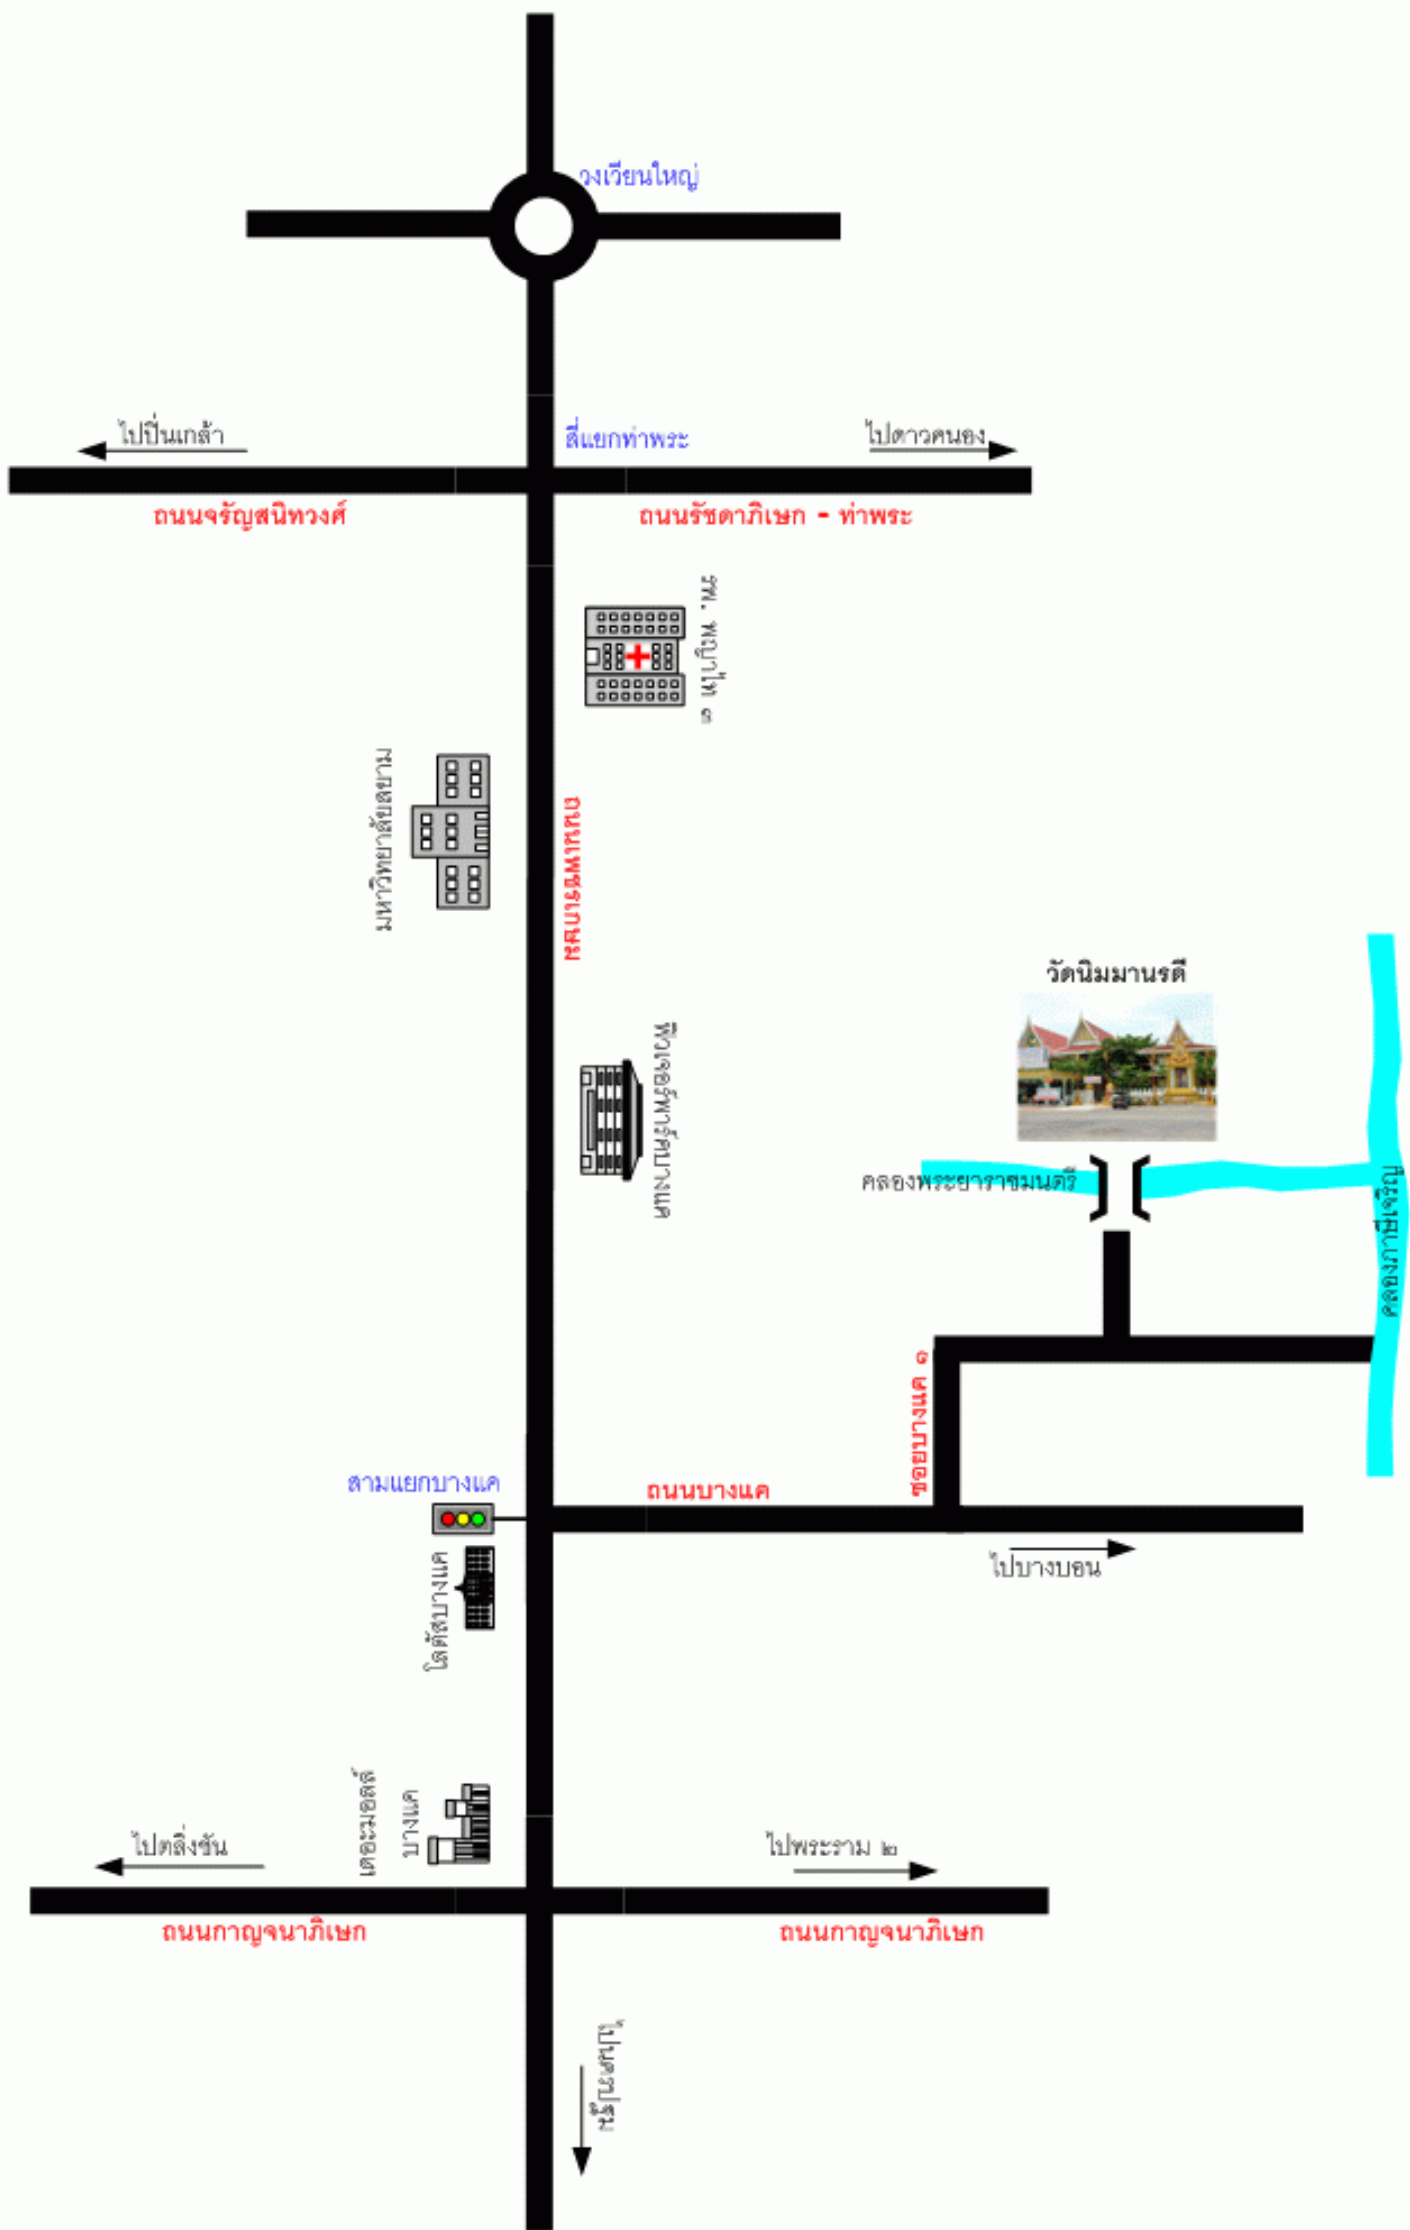 วงเวียนใหญ่
ไปปิ่นเกล้า
สี่แยกท่าพระ
ไปดาวคนอง
ถนนจรัญสนิทวงศ์
ถนนรัชดาภิเษก - ท่าพระ
รพ. พญาไท ๓
มหาวิทยาลัยสยาม
ถนนเพชรเกษม
วัดนิมมานรดี
ฟิวเจอร์พาร์คบางแค
คลองพระยาราชมนตรี
คลองภาษีเจริญ
ซอยบางแค ๑
สามแยกบางแค
ถนนบางแค
ไปบางบอน
โลตัสบางแค
เดอะมอลล์
บางแค
ไปตลิ่งชัน
ไปพระราม ๒
ถนนกาญจนาภิเษก
ถนนกาญจนาภิเษก
ไปนครปฐม